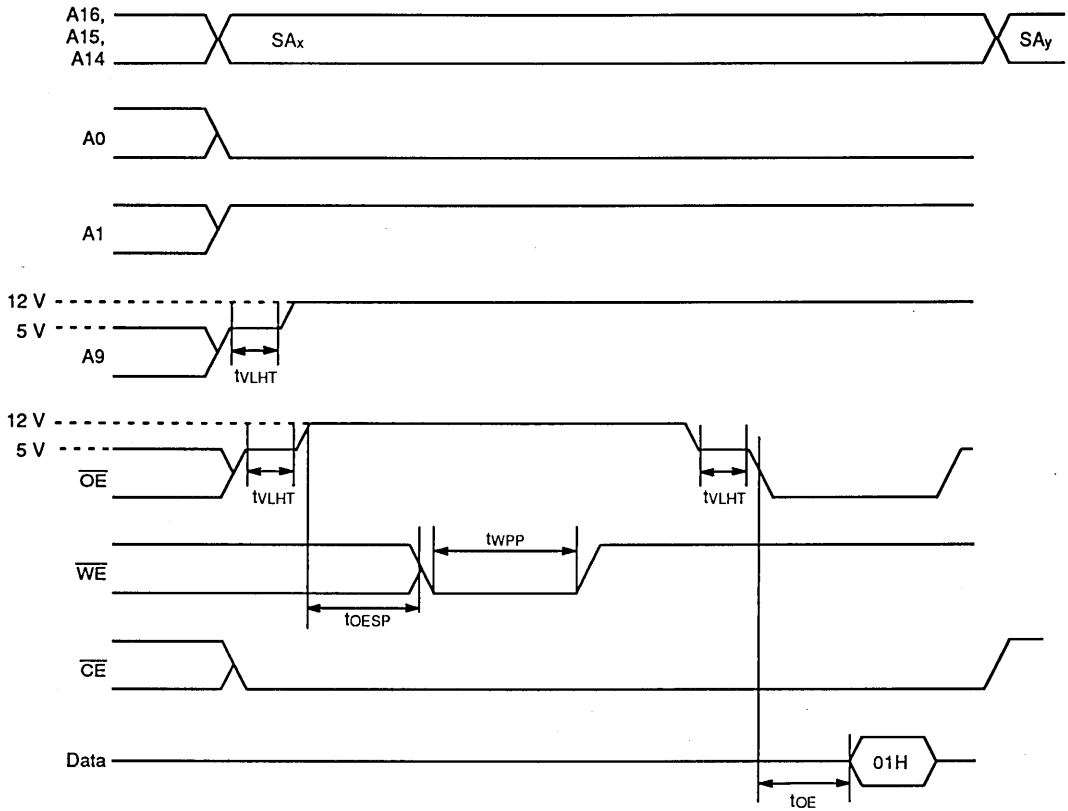 A16,
A15,
A14
SAx
SAy
A0
A1
12 V
5 V
A9
tVLHT
12 V
5 V
OE
tVLHT
tVLHT
WE
tWPP
tOESP
CE
Data
01H
tOE